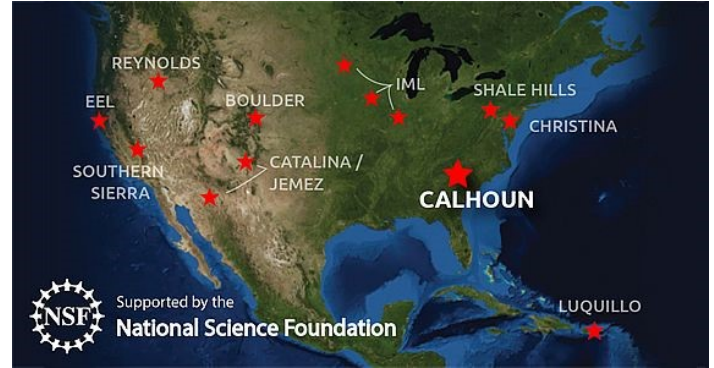 REYNOLDS
IML
EEL
BOULDER
SHALE HILLS
CHRISTINA
SOUTHERN
SIERRA
CATALINA /
JEMEZ
CALHOUN
LUQUILLO
NSF
Supported by the
National Science Foundation